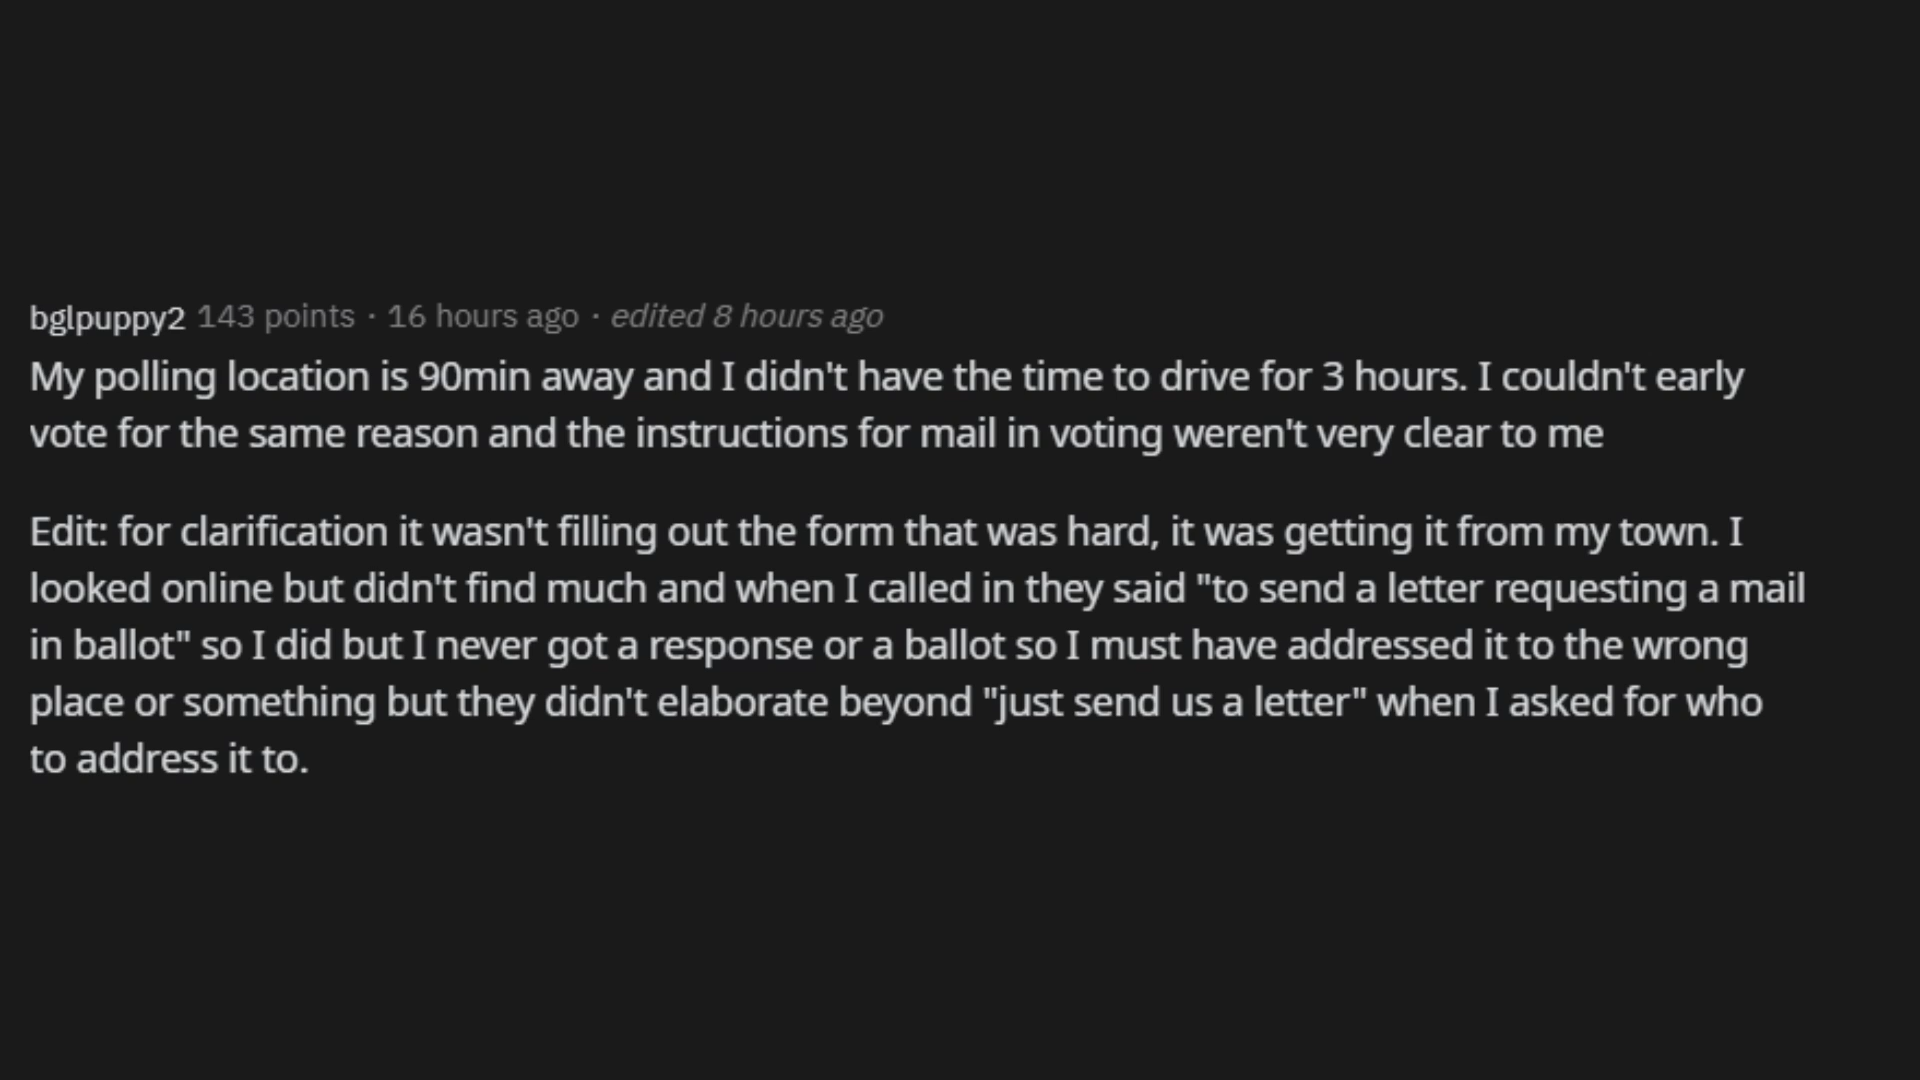 bglpuppy2 143 points · 16 hours ago · edited 8 hours ago
My polling location is 90min away and I didn't have the time to drive for 3 hours. I couldn't early
vote for the same reason and the instructions for mail in voting weren't very clear to me
Edit: for clarification it wasn't filling out the form that was hard, it was getting it from my town. I
looked online but didn't find much and when I called in they said "to send a letter requesting a mail
in ballot" so I did but I never got a response or a ballot so I must have addressed it to the wrong
place or something but they didn't elaborate beyond "just send us a letter" when I asked for who
to address it to.